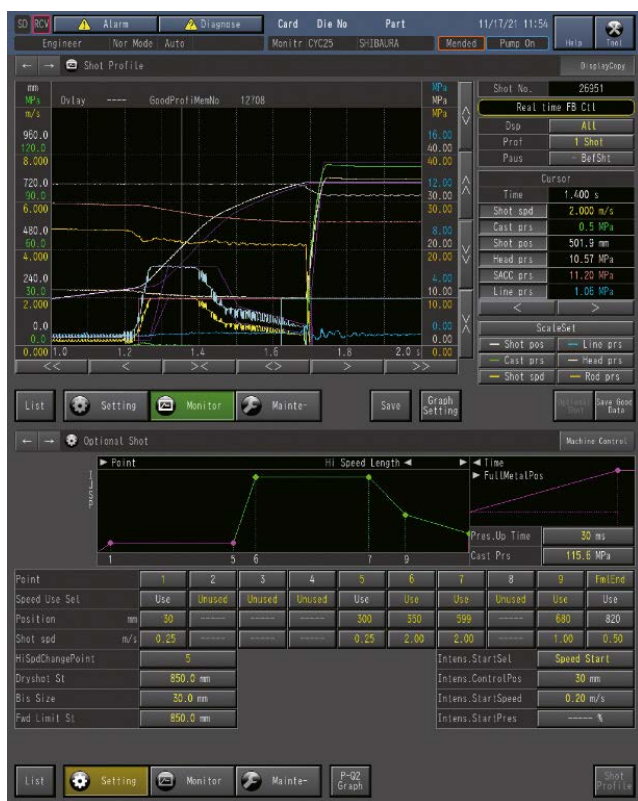 SD RCV Alarm Diagnose Card Die No Part 11/17/21 11:54 Help Tool
Engineer Nor Mode Auto Monitr CYC25 SHIBAURA Mended Pump On
← → Shot Profile DisplayCopy
mm MPa
MPa Ovlay ---- GoodProfiMemNo 12708 MPa
m/s MPa
960.0 16.00
120.0 40.00
8.000 40.00
720.0 12.00
90.0 30.00
6.000 30.00
480.0 8.00
60.0 20.00
4.000 20.00
240.0 4.00
30.0 10.00
2.000 10.00
0.0 0.00
0.0 0.00
0.000 1.0 1.2 1.4 1.6 1.8 2.0 s 0.00
<< < >< <> > >>
Shot No. 26951
Real time FB Ctl
Dsp All
Prof 1 Shot
Paus - BefSht
Cursor
Time 1.400 s
Shot spd 2.000 m/s
Cast prs 0.5 MPa
Shot pos 501.9 mm
Head prs 10.57 MPa
SACC prs 11.20 MPa
Line prs 1.06 MPa
< >
ScaleSet
Shot pos Line prs
Cast prs Head prs
Shot spd Rod prs
List Setting Monitor Mainte- Save Graph Setting Optional Shot Save Good Data
← → Optional Shot Machine Control
▶ Point Hi Speed Length ◀ ▶ ◀ Time
▶ FullMetalPos
I
J
S
P
1 5 6 7 9
Pres.Up Time 30 ms
Cast Prs 115.6 MPa
Point 1 2 3 4 5 6 7 8 9 FmlEnd
Speed Use Sel Use Unused Unused Unused Use Use Use Unused Use Use
Position mm 30 ----- ----- ----- 300 350 599 ----- 680 820
Shot spd m/s 0.25 ----- ----- ----- 0.25 2.00 2.00 ----- 1.00 0.50
HiSpdChangePoint 5 Intens.StartSel Speed Start
Dryshot St 850.0 mm Intens.ControlPos 30 mm
Bis Size 30.0 mm Intens.StartSpeed 0.20 m/s
Fwd Limit St 850.0 mm Intens.StartPres ----- %
List Setting Monitor Mainte- P-Q2 Graph Shot Profile